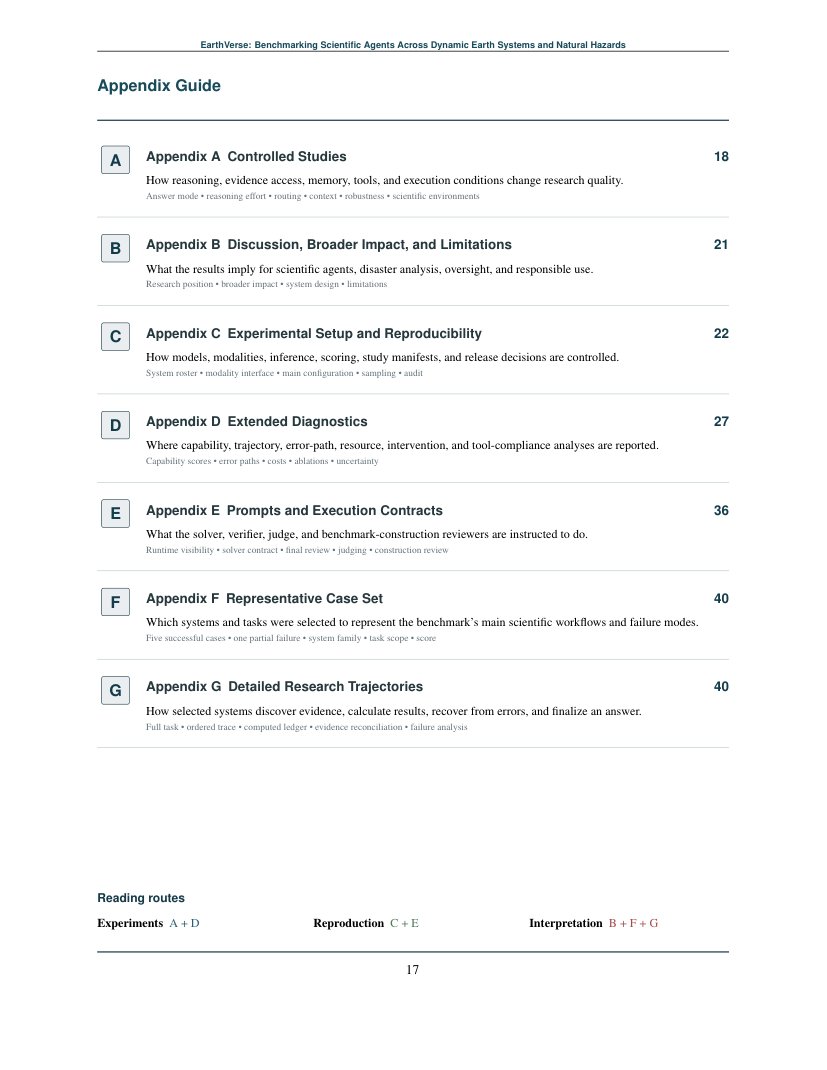 EarthVerse: Benchmarking Scientific Agents Across Dynamic Earth Systems and Natural Hazards
Appendix Guide
A
Appendix A Controlled Studies 18
How reasoning, evidence access, memory, tools, and execution conditions change research quality.
Answer mode • reasoning effort • routing • context • robustness • scientific environments
B
Appendix B Discussion, Broader Impact, and Limitations 21
What the results imply for scientific agents, disaster analysis, oversight, and responsible use.
Research position • broader impact • system design • limitations
C
Appendix C Experimental Setup and Reproducibility 22
How models, modalities, inference, scoring, study manifests, and release decisions are controlled.
System roster • modality interface • main configuration • sampling • audit
D
Appendix D Extended Diagnostics 27
Where capability, trajectory, error-path, resource, intervention, and tool-compliance analyses are reported.
Capability scores • error paths • costs • ablations • uncertainty
E
Appendix E Prompts and Execution Contracts 36
What the solver, verifier, judge, and benchmark-construction reviewers are instructed to do.
Runtime visibility • solver contract • final review • judging • construction review
F
Appendix F Representative Case Set 40
Which systems and tasks were selected to represent the benchmark's main scientific workflows and failure modes.
Five successful cases • one partial failure • system family • task scope • score
G
Appendix G Detailed Research Trajectories 40
How selected systems discover evidence, calculate results, recover from errors, and finalize an answer.
Full task • ordered trace • computed ledger • evidence reconciliation • failure analysis
Reading routes
Experiments A + D Reproduction C + E Interpretation B + F + G
17